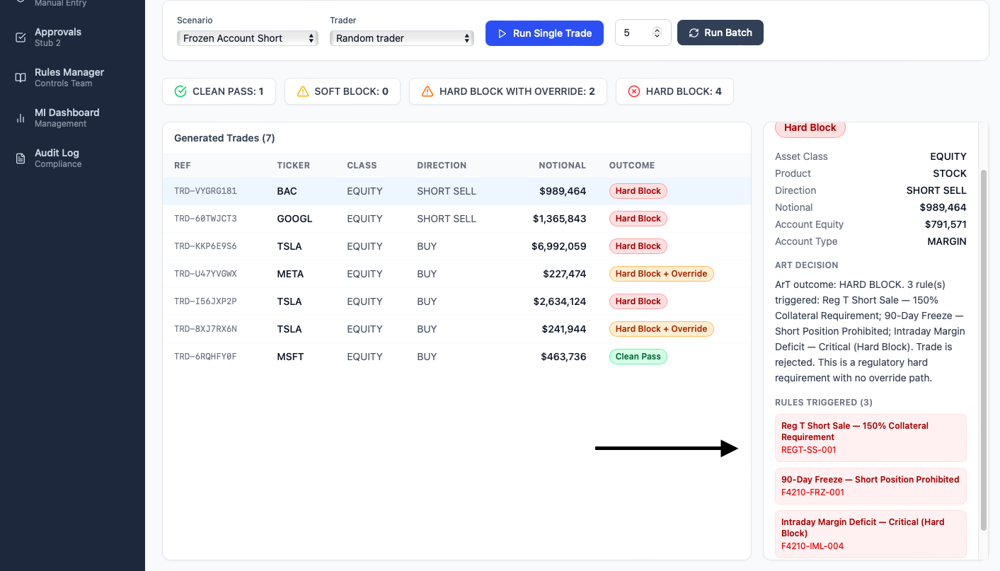 Manual Entry
Approvals
Stub 2
Rules Manager
Controls Team
MI Dashboard
Management
Audit Log
Compliance
Scenario
Trader
Frozen Account Short
Random trader
Run Single Trade
5
Run Batch
CLEAN PASS: 1
SOFT BLOCK: 0
HARD BLOCK WITH OVERRIDE: 2
HARD BLOCK: 4
Generated Trades (7)
REF TICKER CLASS DIRECTION NOTIONAL OUTCOME
TRD-VYGRG181 BAC EQUITY SHORT SELL $989,464 Hard Block
TRD-60TWJCT3 GOOGL EQUITY SHORT SELL $1,365,843 Hard Block
TRD-KKP6E9S6 TSLA EQUITY BUY $6,992,059 Hard Block
TRD-U47YVGWX META EQUITY BUY $227,474 Hard Block + Override
TRD-I56JXP2P TSLA EQUITY BUY $2,634,124 Hard Block
TRD-8XJ7RX6N TSLA EQUITY BUY $241,944 Hard Block + Override
TRD-6RQHFY0F MSFT EQUITY BUY $463,736 Clean Pass
Hard Block
Asset Class EQUITY
Product STOCK
Direction SHORT SELL
Notional $989,464
Account Equity $791,571
Account Type MARGIN
ART DECISION
ArT outcome: HARD BLOCK. 3 rule(s)
triggered: Reg T Short Sale — 150%
Collateral Requirement; 90-Day Freeze —
Short Position Prohibited; Intraday Margin
Deficit — Critical (Hard Block). Trade is
rejected. This is a regulatory hard
requirement with no override path.
RULES TRIGGERED (3)
Reg T Short Sale — 150% Collateral
Requirement
REGT-SS-001
90-Day Freeze — Short Position Prohibited
F4210-FRZ-001
Intraday Margin Deficit — Critical (Hard
Block)
F4210-IML-004